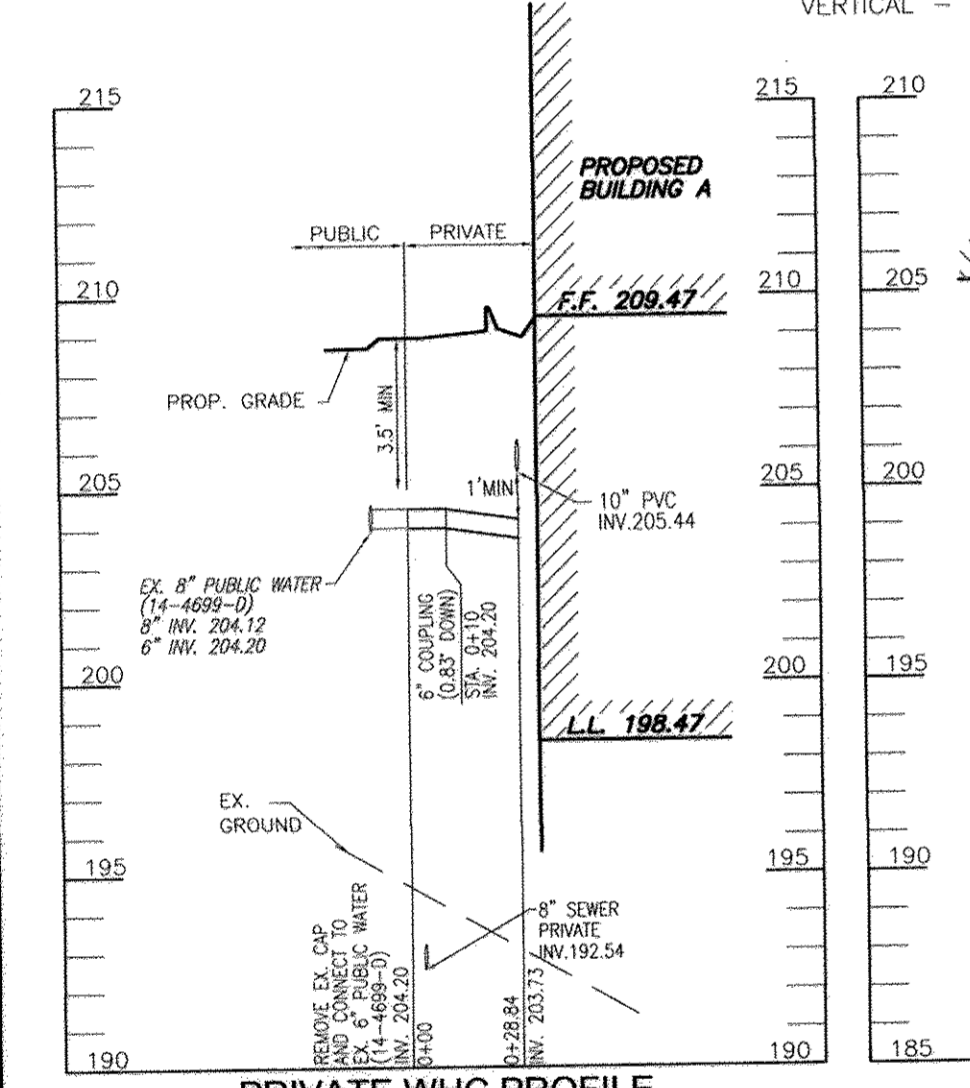 VERTICAL –
215
210
205
200
195
190
215
210
205
200
195
190
210
205
200
195
190
185
PROPOSED
BUILDING A
PUBLIC
PRIVATE
F.F. 209.47
PROP. GRADE
3.5' MIN
1'MIN
10" PVC
INV.205.44
EX. 8" PUBLIC WATER
(14-4699-D)
8" INV. 204.12
6" INV. 204.20
6" COUPLING
(0.83' DOWN)
STA. 0+10
INV. 204.20
L.L. 198.47
EX.
GROUND
8" SEWER
PRIVATE
INV.192.54
REMOVE EX. CAP
AND CONNECT TO
EX. 6" PUBLIC WATER
(14-4699-D)
INV. 204.20
0+00
0+28.84
INV. 203.73
PRIVATE WHC PROFILE